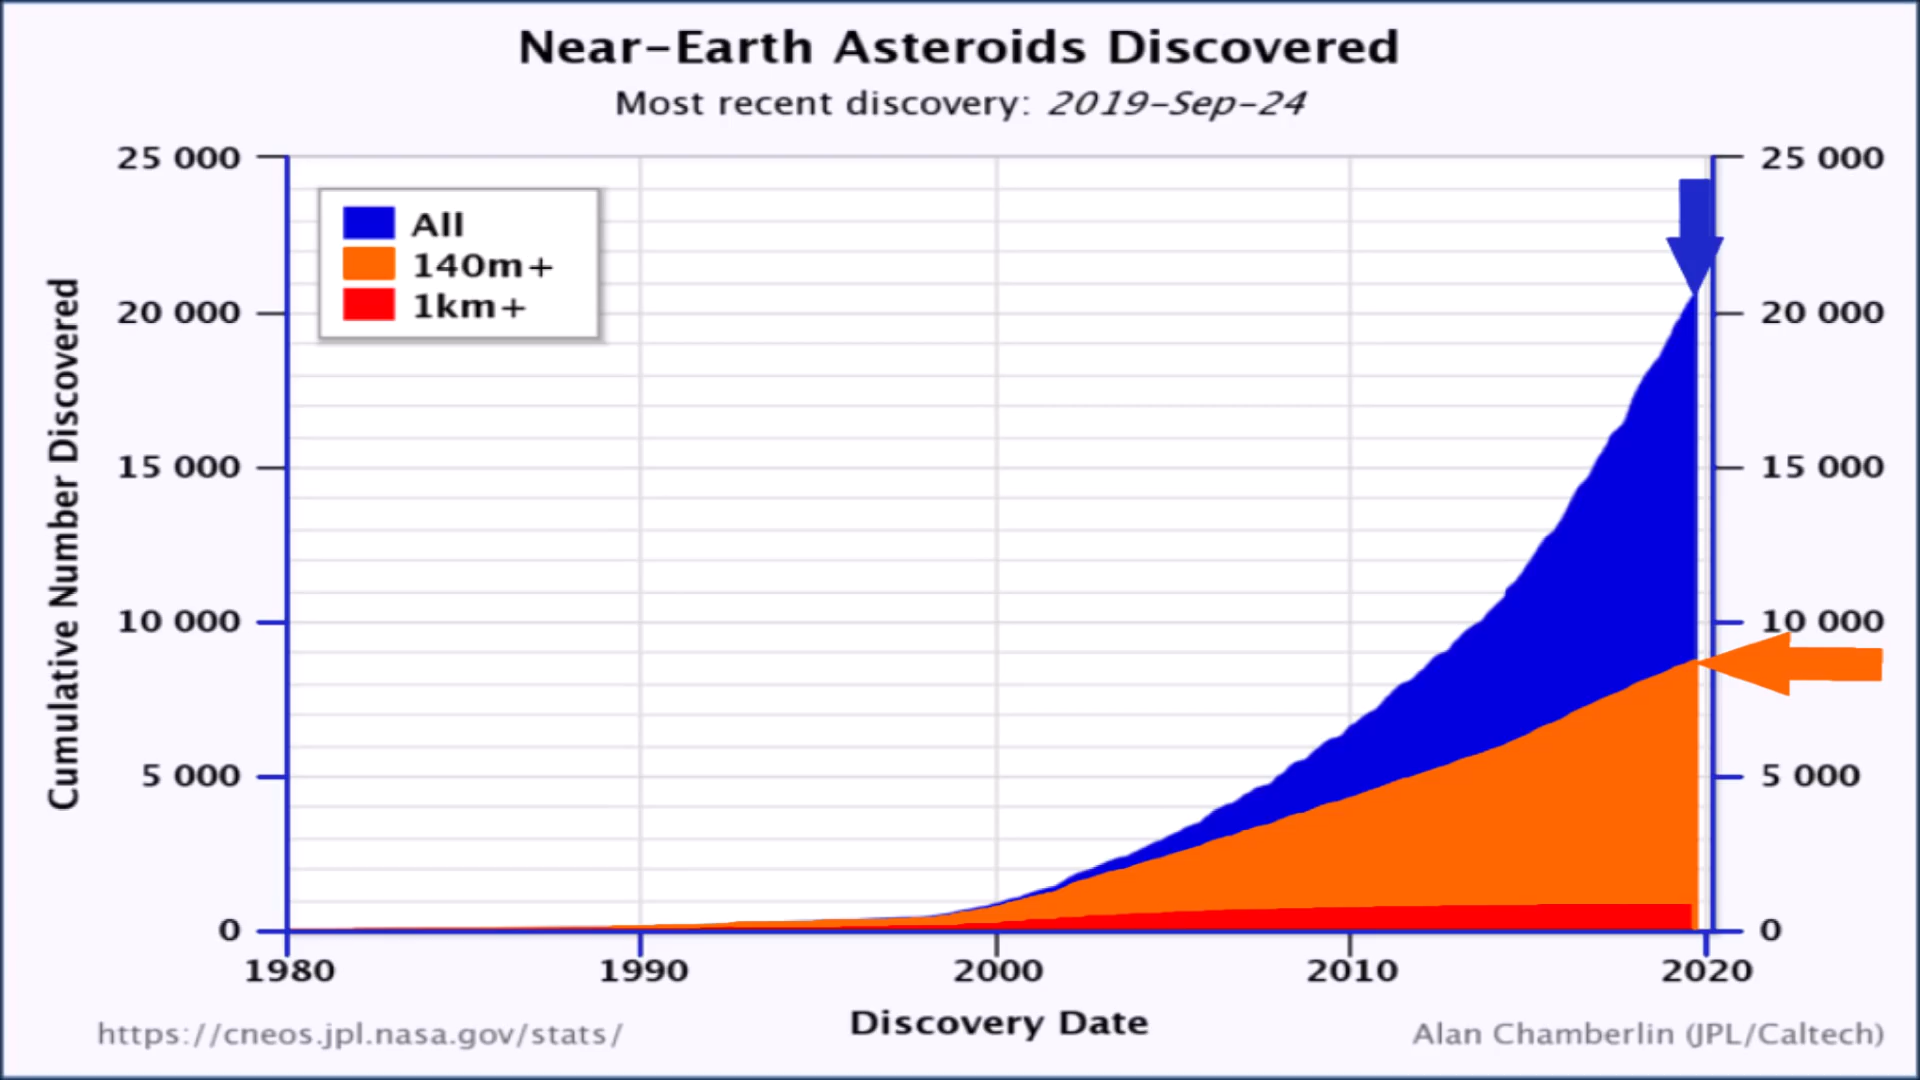 Near-Earth Asteroids Discovered
Most recent discovery: 2019-Sep-24
25 000
25 000
All
140m+
1km+
20 000
20 000
Cumulative Number Discovered
15 000
15 000
10 000
10 000
5 000
5 000
0
0
1980 1990 2000 2010 2020
Discovery Date
https://cneos.jpl.nasa.gov/stats/
Alan Chamberlin (JPL/Caltech)